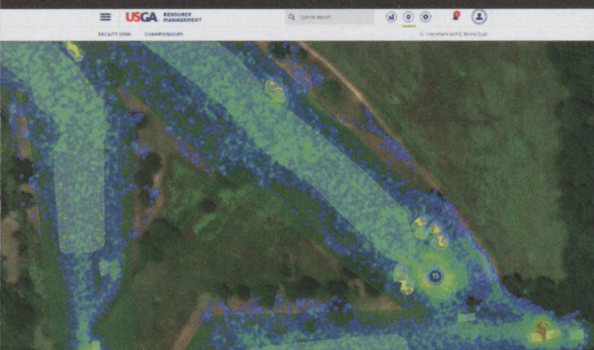 USGA RESOURCE MANAGEMENT
Type to search
FACILITY VIEW CHAMPIONSHIPS
15